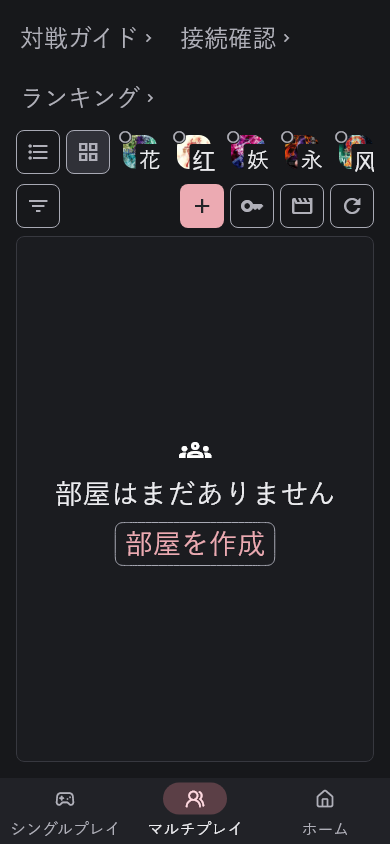 対戦ガイド
接続確認
ランキング
花
红
妖
永
风
部屋はまだありません
部屋を作成
シングルプレイ
マルチプレイ
ホーム